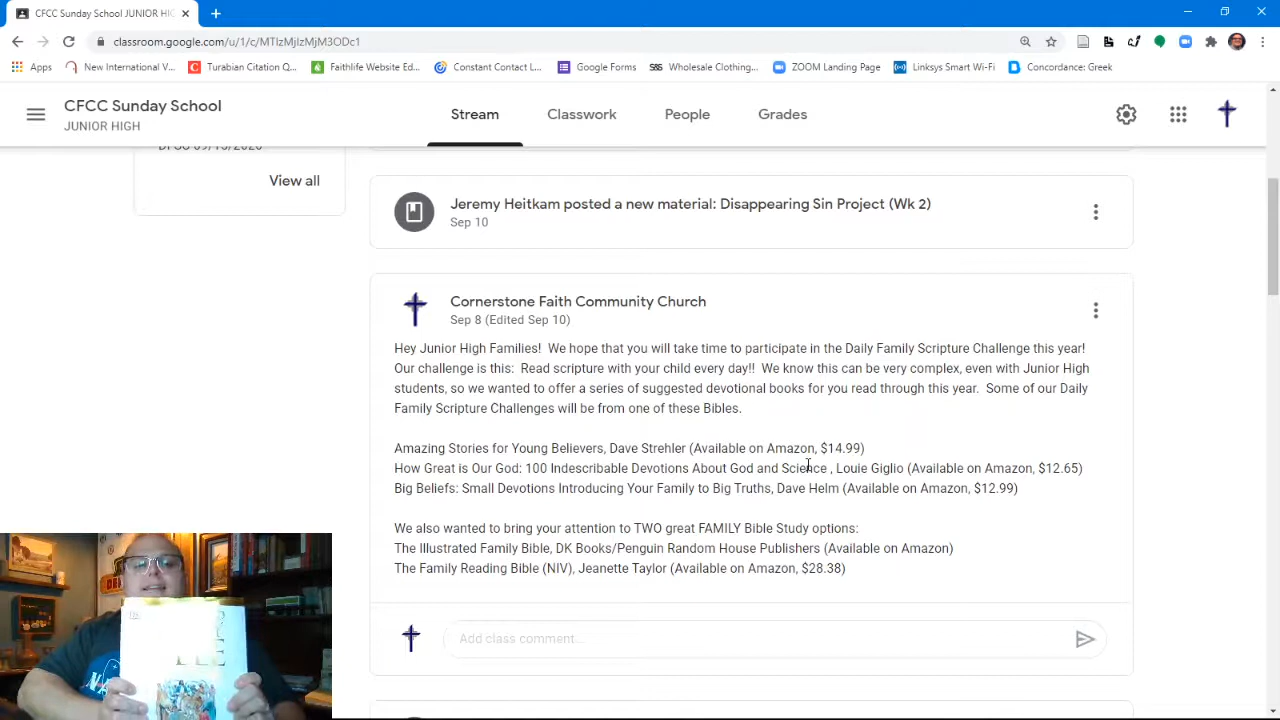 CFCC Sunday School JUNIOR HIG
classroom.google.com/u/1/c/MTIzMjIzMjM3ODc1
Apps New International V... Turabian Citation Q... Faithlife Website Ed... Constant Contact L... Google Forms Wholesale Clothing... ZOOM Landing Page Linksys Smart Wi-Fi Concordance: Greek
CFCC Sunday School
JUNIOR HIGH
Stream Classwork People Grades
View all
Jeremy Heitkam posted a new material: Disappearing Sin Project (Wk 2)
Sep 10
Cornerstone Faith Community Church
Sep 8 (Edited Sep 10)
Hey Junior High Families! We hope that you will take time to participate in the Daily Family Scripture Challenge this year!
Our challenge is this: Read scripture with your child every day!! We know this can be very complex, even with Junior High
students, so we wanted to offer a series of suggested devotional books for you read through this year. Some of our Daily
Family Scripture Challenges will be from one of these Bibles.
Amazing Stories for Young Believers, Dave Strehler (Available on Amazon, $14.99)
How Great is Our God: 100 Indescribable Devotions About God and Science , Louie Giglio (Available on Amazon, $12.65)
Big Beliefs: Small Devotions Introducing Your Family to Big Truths, Dave Helm (Available on Amazon, $12.99)
We also wanted to bring your attention to TWO great FAMILY Bible Study options:
The Illustrated Family Bible, DK Books/Penguin Random House Publishers (Available on Amazon)
The Family Reading Bible (NIV), Jeanette Taylor (Available on Amazon, $28.38)
Add class comment...